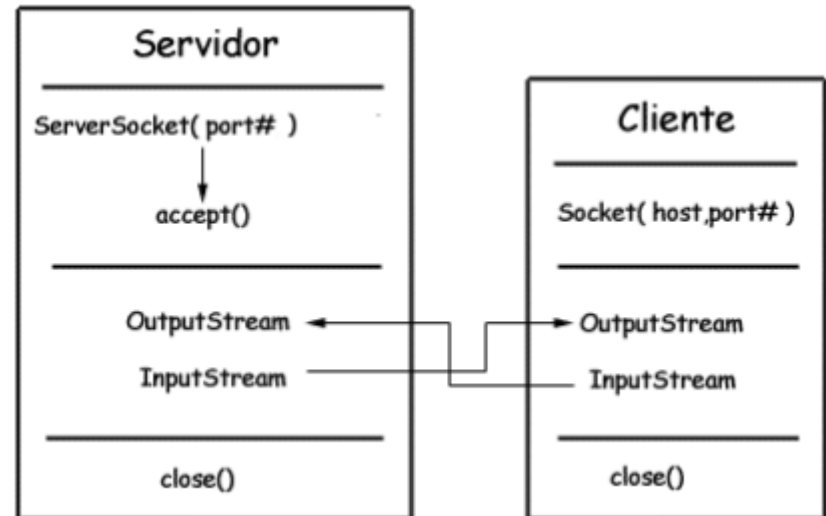 Servidor
ServerSocket( port# )
accept()
OutputStream
InputStream
close()
Cliente
Socket( host,port# )
OutputStream
InputStream
close()